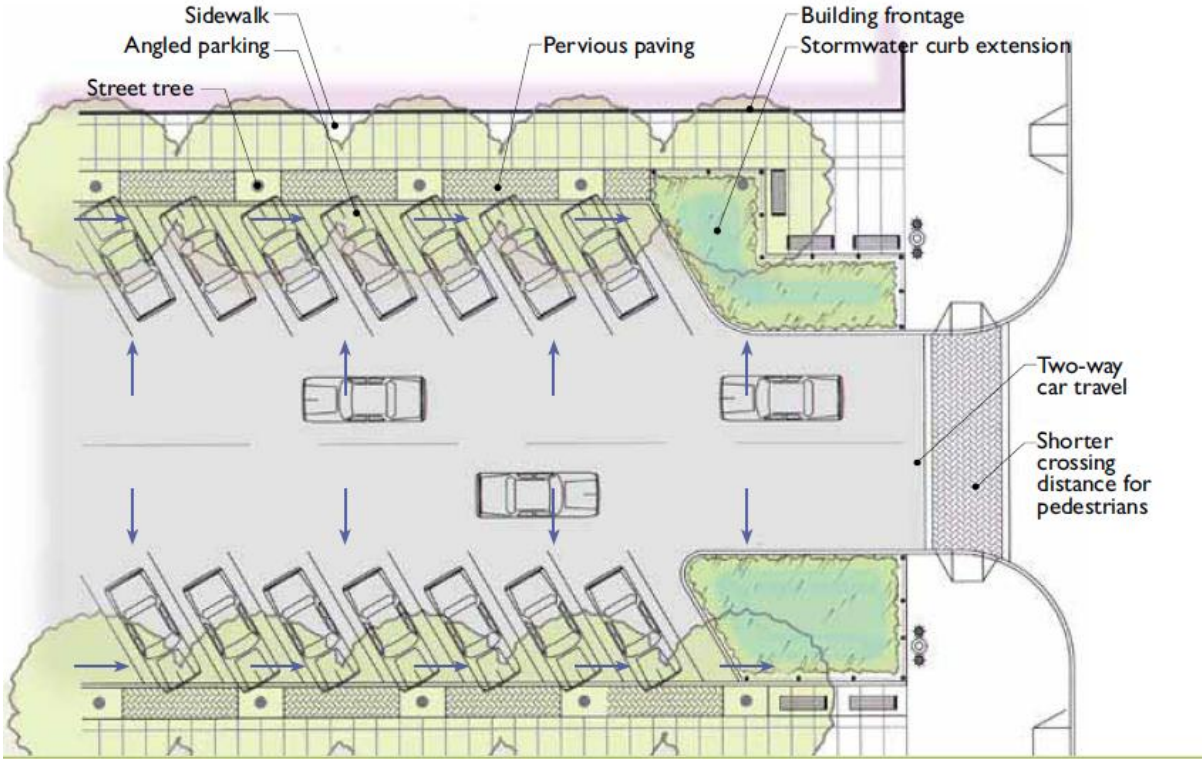 Sidewalk
Building frontage
Angled parking
Pervious paving
Stormwater curb extension
Street tree
Two-way
car travel
Shorter
crossing
distance for
pedestrians